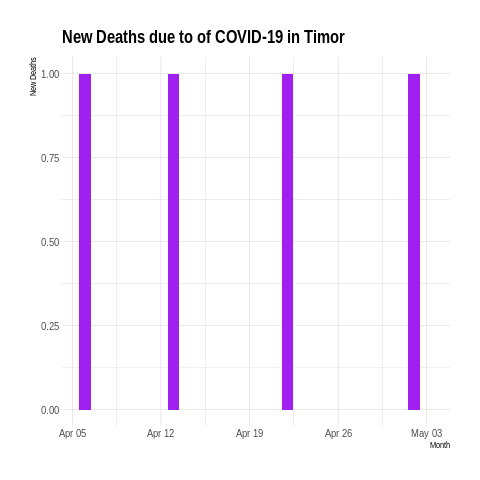 New Deaths due to of COVID-19 in Timor
New Deaths
1.00
0.75
0.50
0.25
0.00
Apr 05 Apr 12 Apr 19 Apr 26 May 03
Month